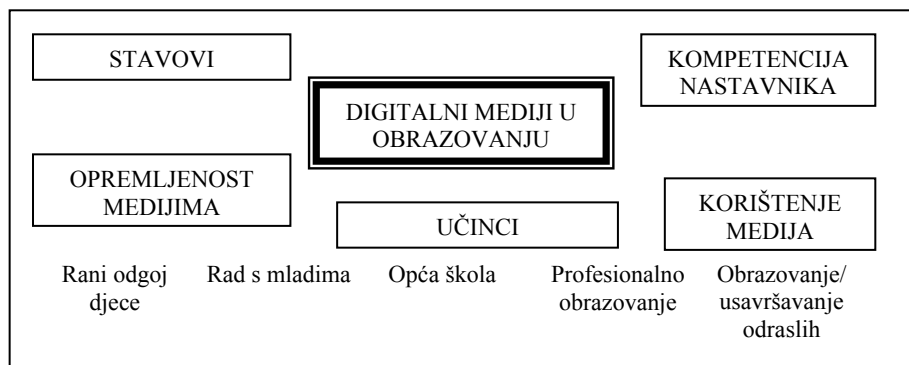 STAVOVI
KOMPETENCIJA
NASTAVNIKA
DIGITALNI MEDIJI U
OBRAZOVANJU
OPREMLJENOST
MEDIJIMA
UČINCI
KORIŠTENJE
MEDIJA
Rani odgoj
djece
Rad s mladima
Opća škola
Profesionalno
obrazovanje
Obrazovanje/
usavršavanje
odraslih